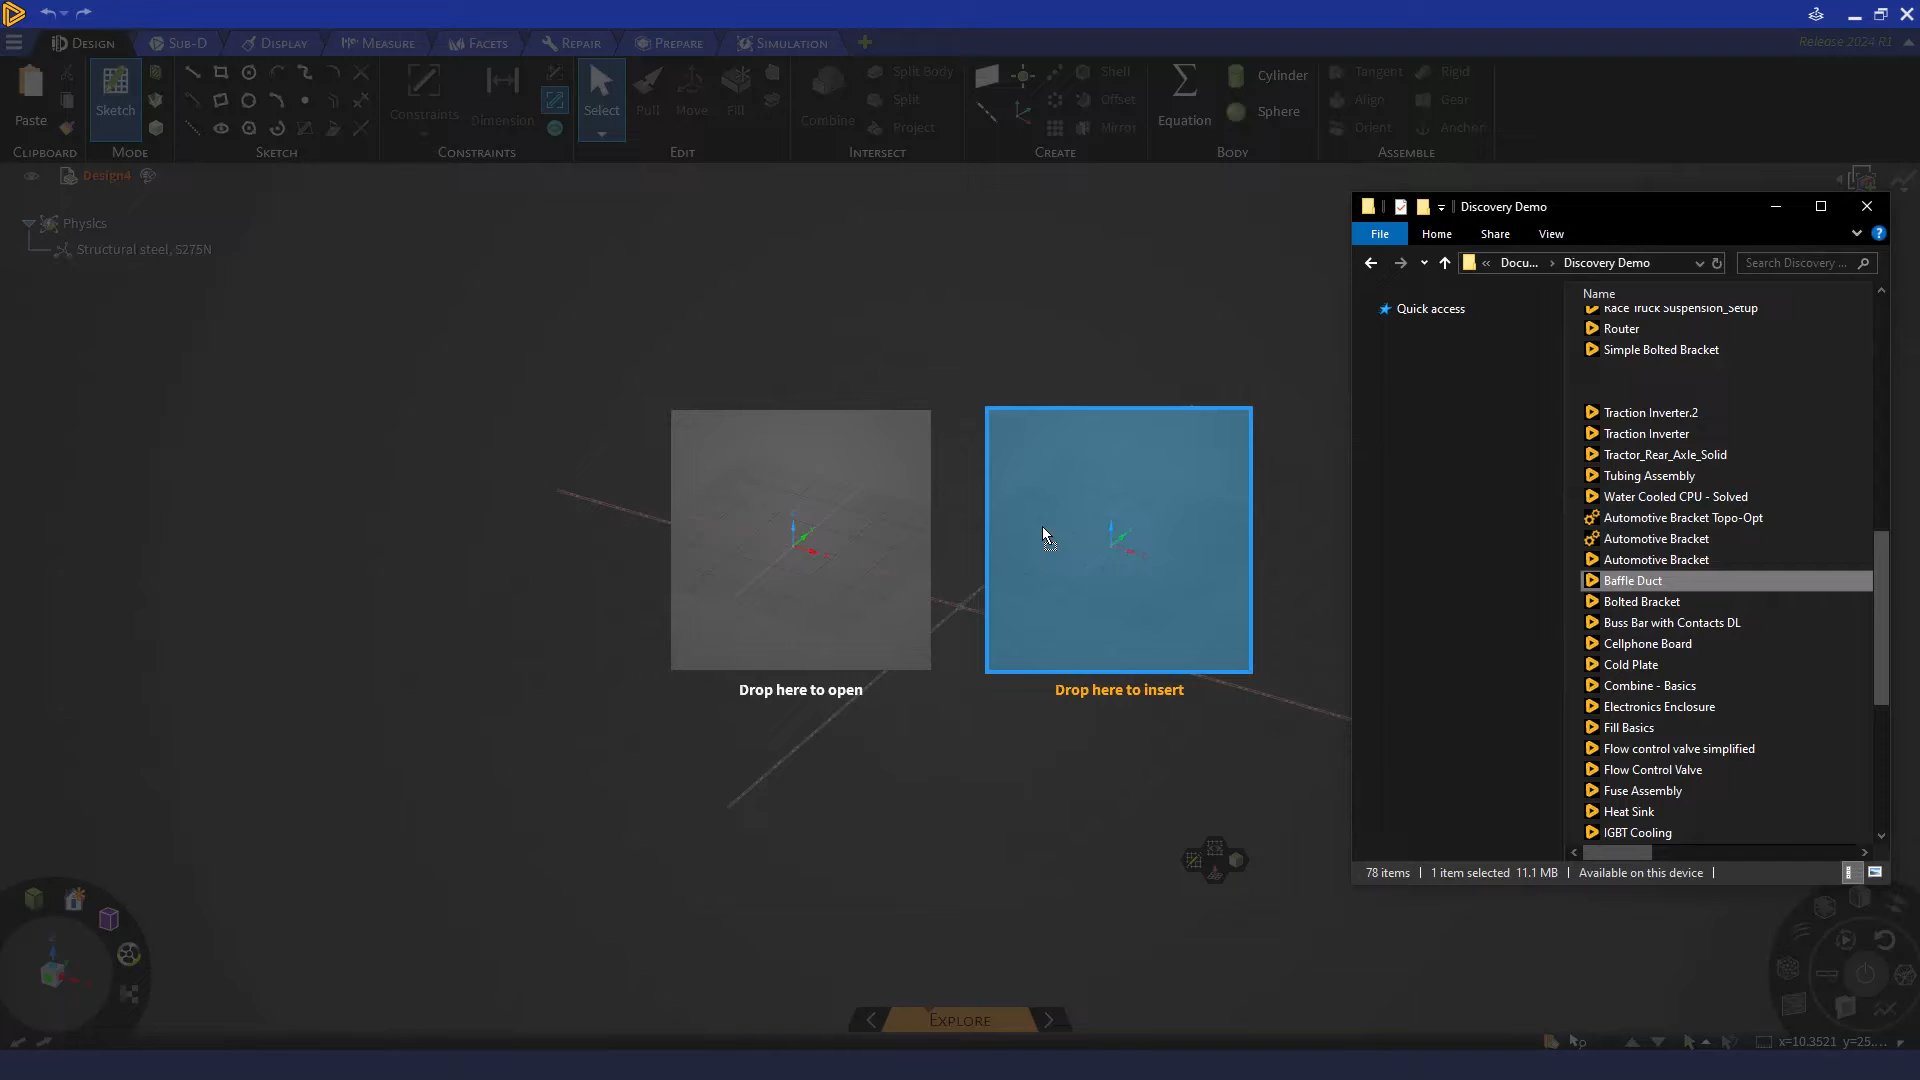 DESIGN
SUB-D
DISPLAY
MEASURE
FACETS
REPAIR
PREPARE
SIMULATION
Release 2024 R1
Paste
Sketch
Constraints
Dimension
Select
Pull
Move
Fill
Combine
Split Body
Split
Project
Shell
Offset
Mirror
Equation
Cylinder
Sphere
Tangent
Align
Orient
Rigid
Gear
Anchor
CLIPBOARD
MODE
SKETCH
CONSTRAINTS
EDIT
INTERSECT
CREATE
BODY
ASSEMBLE
Design4
Physics
Structural steel, S275N
Drop here to open
Drop here to insert
Discovery Demo
File
Home
Share
View
« Docu... > Discovery Demo
Search Discovery ...
Quick access
Name
Race Truck Suspension_Setup
Router
Simple Bolted Bracket
Traction Inverter.2
Traction Inverter
Tractor_Rear_Axle_Solid
Tubing Assembly
Water Cooled CPU - Solved
Automotive Bracket Topo-Opt
Automotive Bracket
Automotive Bracket
Baffle Duct
Bolted Bracket
Buss Bar with Contacts DL
Cellphone Board
Cold Plate
Combine - Basics
Electronics Enclosure
Fill Basics
Flow control valve simplified
Flow Control Valve
Fuse Assembly
Heat Sink
IGBT Cooling
78 items
1 item selected 11.1 MB
Available on this device
EXPLORE
x=10.3521 y=25....